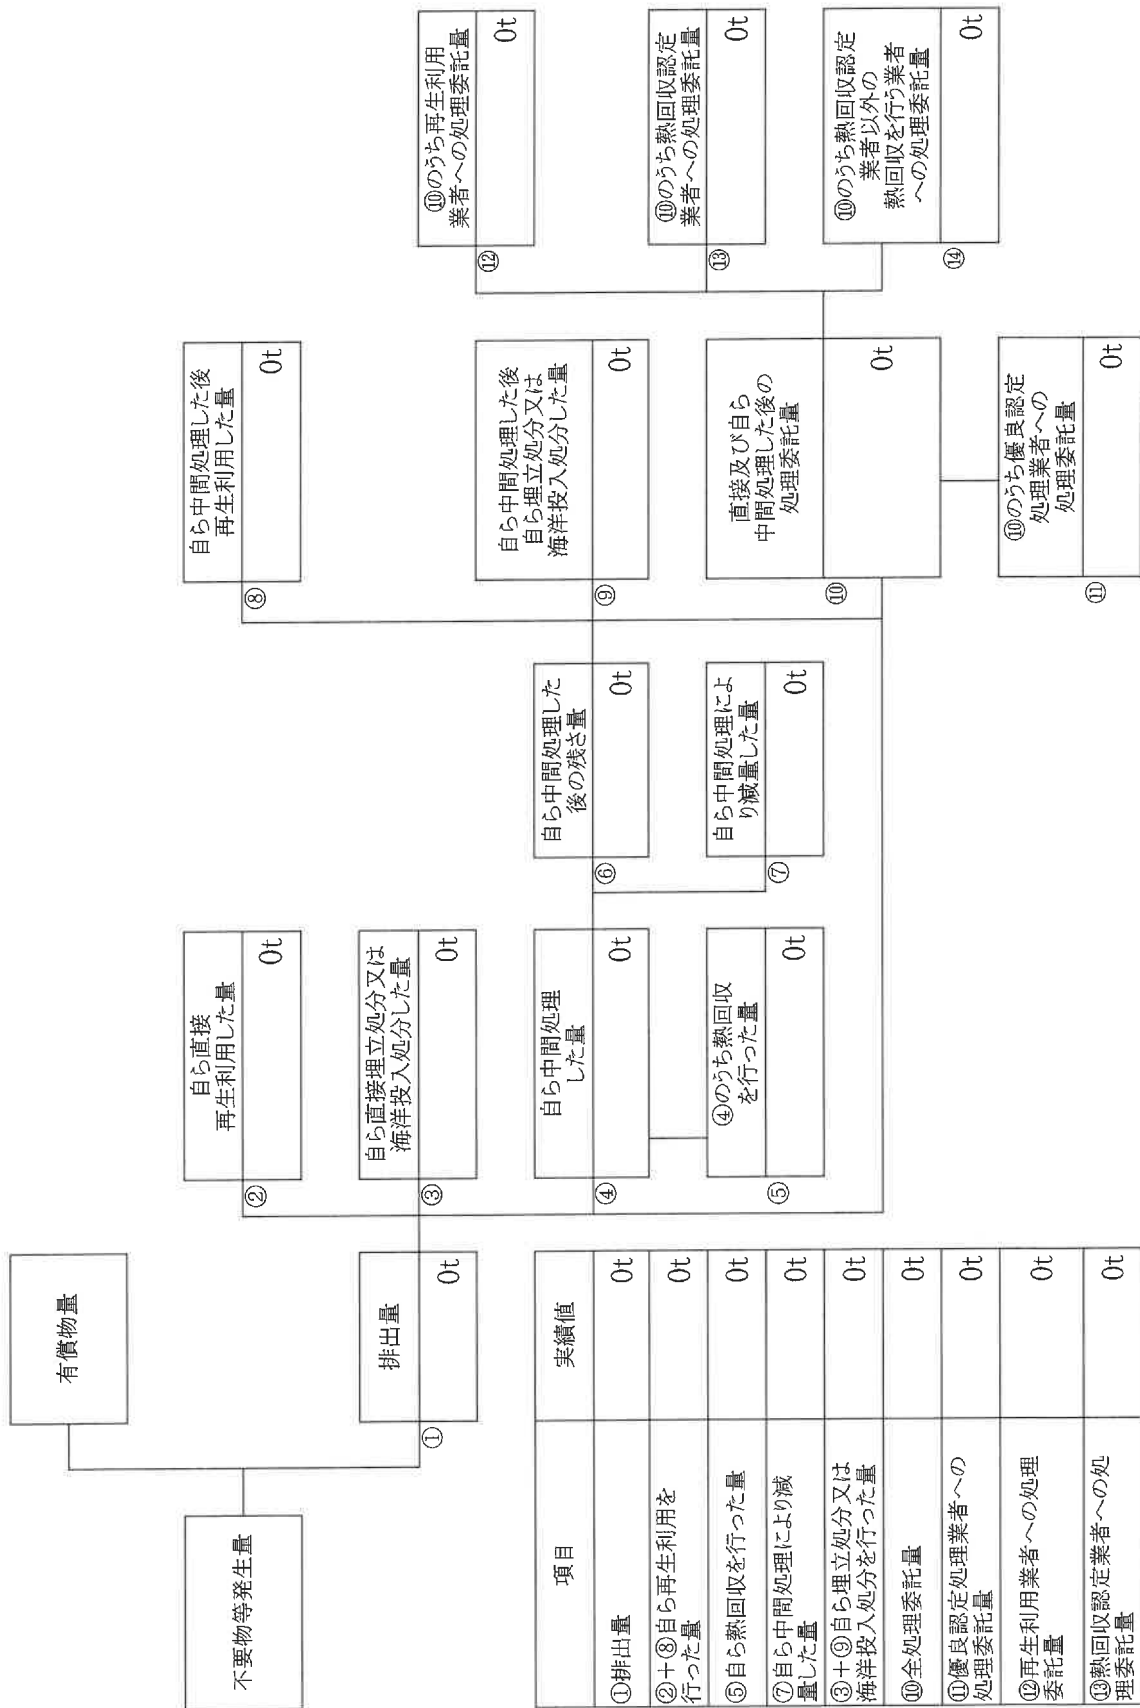 不要物等発生量
有償物量
排出量
①
0t
自ら直接
再生利用した量
②
0t
自ら直接埋立処分又は
海洋投入処分した量
③
0t
自ら中間処理
した量
④
0t
④のうち熱回収
を行った量
⑤
0t
自ら中間処理した
後の残さ量
⑥
0t
自ら中間処理によ
り減量した量
⑦
0t
自ら中間処理した後
再生利用した量
⑧
0t
自ら中間処理した後
自ら埋立処分又は
海洋投入処分した量
⑨
0t
直接及び自ら
中間処理した後の
処理委託量
⑩
0t
⑩のうち優良認定
処理業者への
処理委託量
⑪
0t
⑩のうち再生利用
業者への処理委託量
⑫
0t
⑩のうち熱回収認定
業者への処理委託量
⑬
0t
⑩のうち熱回収認定
業者以外の
熱回収を行う業者
への処理委託量
⑭
0t
項目 実績値
①排出量 0t
②+⑧自ら再生利用を
行った量 0t
⑤自ら熱回収を行った量 0t
⑦自ら中間処理により減
量した量 0t
③+⑨自ら埋立処分又は
海洋投入処分を行った量 0t
⑩全処理委託量 0t
⑪優良認定処理業者への
処理委託量 0t
⑫再生利用業者への処理
委託量 0t
⑬熱回収認定業者への処
理委託量 0t